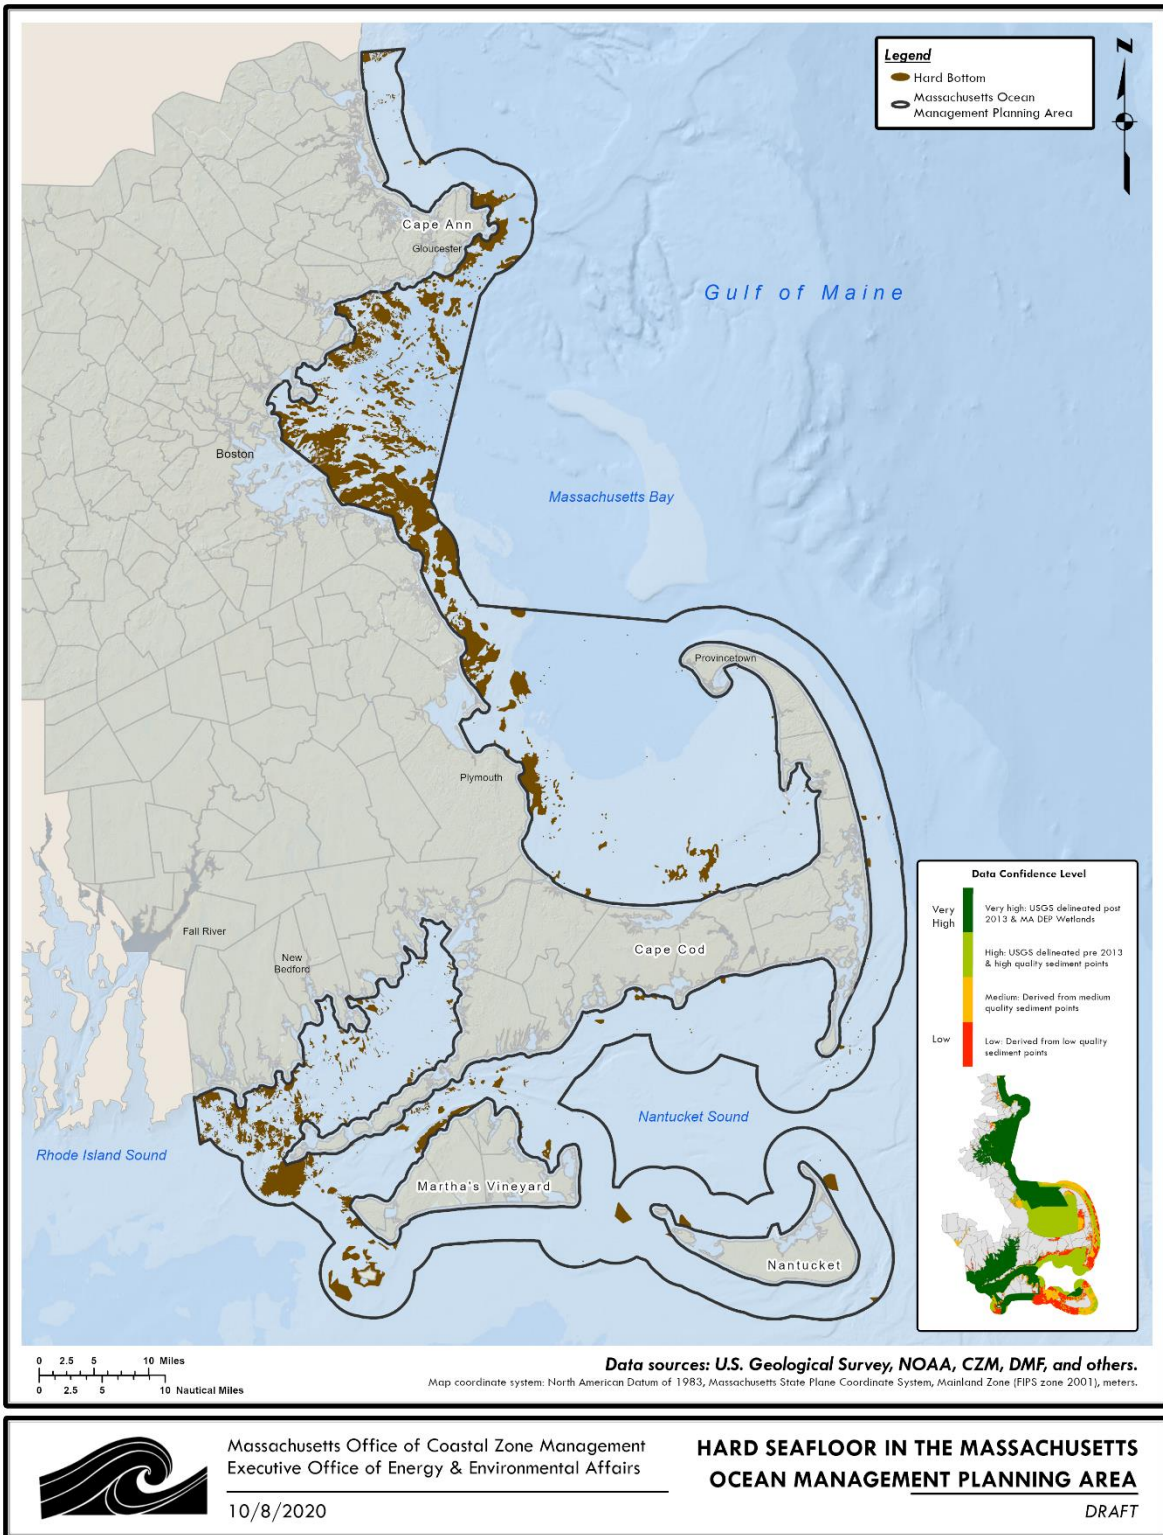 Legend
Hard Bottom
Massachusetts Ocean
Management Planning Area
N
Cape Ann
Gloucester
Gulf of Maine
Boston
Massachusetts Bay
Provincetown
Plymouth
Fall River
New
Bedford
Cape Cod
Nantucket Sound
Rhode Island Sound
Martha's Vineyard
Nantucket
Data Confidence Level
Very
High
Very high: USGS delineated post
2013 & MA DEP Wetlands
High: USGS delineated pre 2013
& high quality sediment points
Medium: Derived from medium
quality sediment points
Low
Low: Derived from low quality
sediment points
0 2.5 5 10 Miles
0 2.5 5 10 Nautical Miles
Data sources: U.S. Geological Survey, NOAA, CZM, DMF, and others.
Map coordinate system: North American Datum of 1983, Massachusetts State Plane Coordinate System, Mainland Zone (FIPS zone 2001), meters.
Massachusetts Office of Coastal Zone Management
Executive Office of Energy & Environmental Affairs
10/8/2020
HARD SEAFLOOR IN THE MASSACHUSETTS
OCEAN MANAGEMENT PLANNING AREA
DRAFT